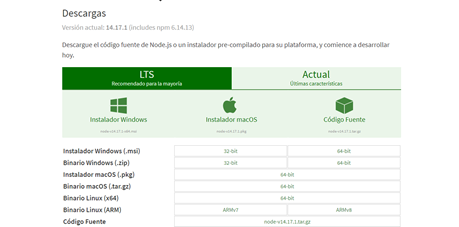 Descargas
Versión actual: 14.17.1 (includes npm 6.14.13)
Descargue el código fuente de Node.js o un instalador pre-compilado para su plataforma, y comience a desarrollar
hoy.
LTS
Recomendado para la mayoría
Actual
Últimas características
Instalador Windows
node-v14.17.1-x64.msi
Instalador macOS
node-v14.17.1.pkg
Código Fuente
node-v14.17.1.tar.gz
Instalador Windows (.msi) 32-bit 64-bit
Binario Windows (.zip) 32-bit 64-bit
Instalador macOS (.pkg) 64-bit
Binario macOS (.tar.gz) 64-bit
Binario Linux (x64) 64-bit
Binario Linux (ARM) ARMv7 ARMv8
Código Fuente node-v14.17.1.tar.gz